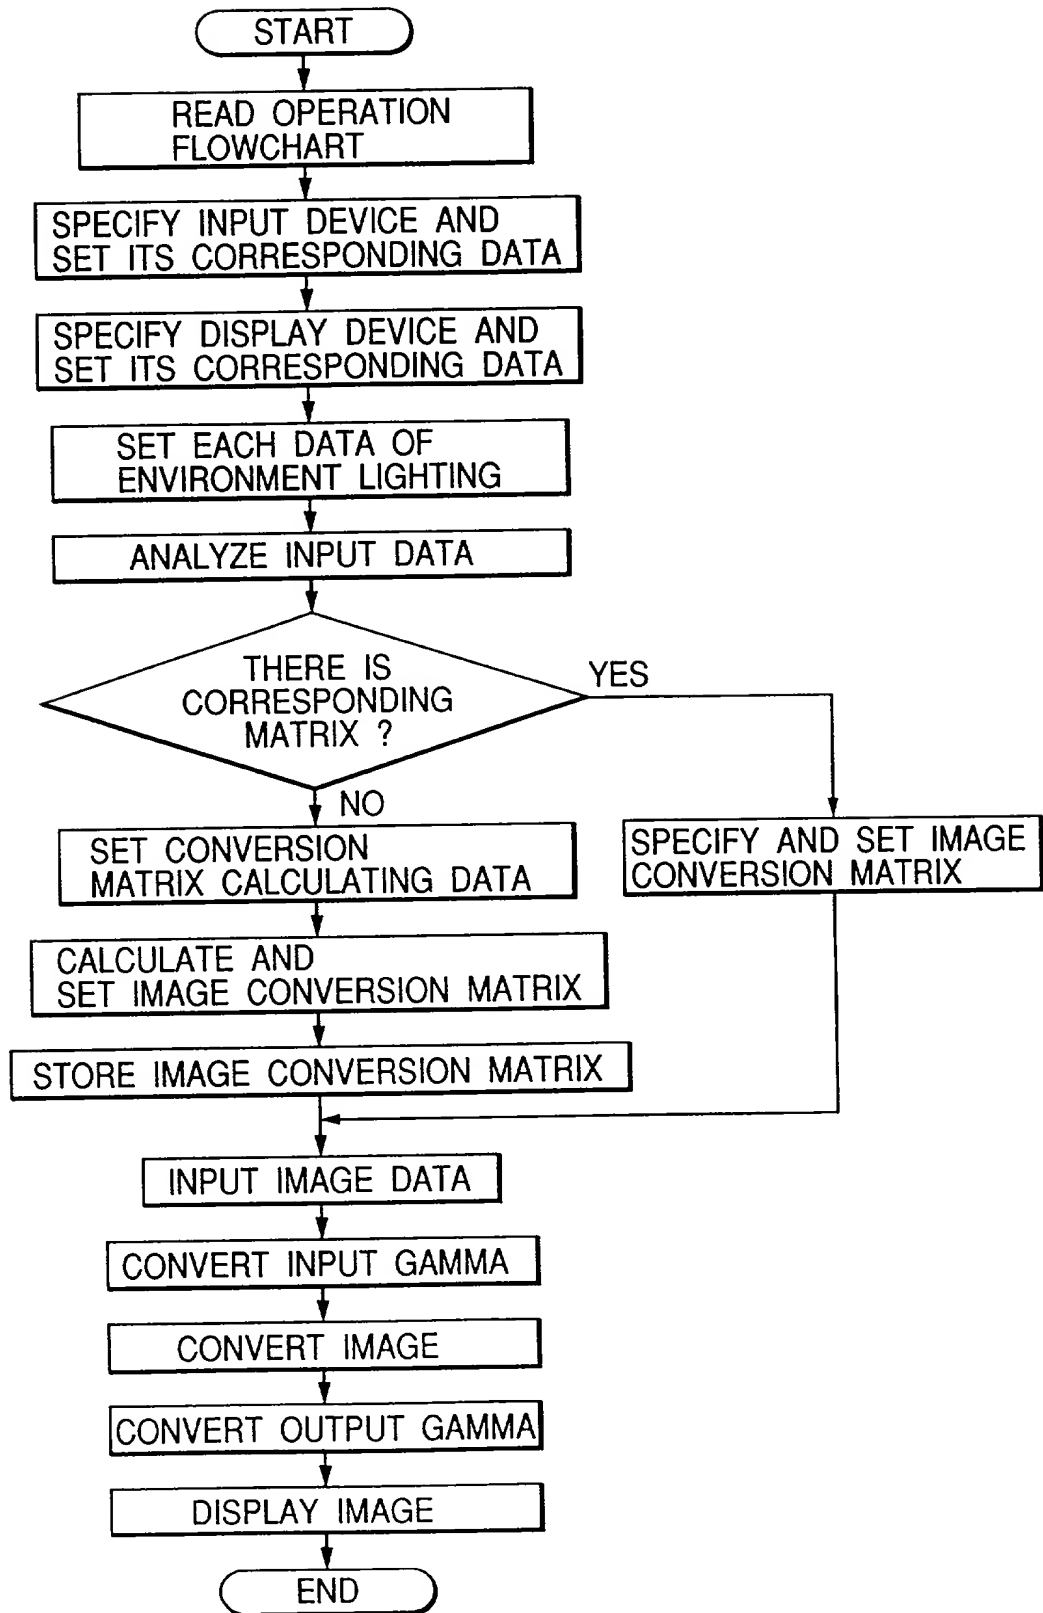 START
READ OPERATION
FLOWCHART
SPECIFY INPUT DEVICE AND
SET ITS CORRESPONDING DATA
SPECIFY DISPLAY DEVICE AND
SET ITS CORRESPONDING DATA
SET EACH DATA OF
ENVIRONMENT LIGHTING
ANALYZE INPUT DATA
THERE IS
CORRESPONDING
MATRIX ?
YES
NO
SET CONVERSION
MATRIX CALCULATING DATA
SPECIFY AND SET IMAGE
CONVERSION MATRIX
CALCULATE AND
SET IMAGE CONVERSION MATRIX
STORE IMAGE CONVERSION MATRIX
INPUT IMAGE DATA
CONVERT INPUT GAMMA
CONVERT IMAGE
CONVERT OUTPUT GAMMA
DISPLAY IMAGE
END